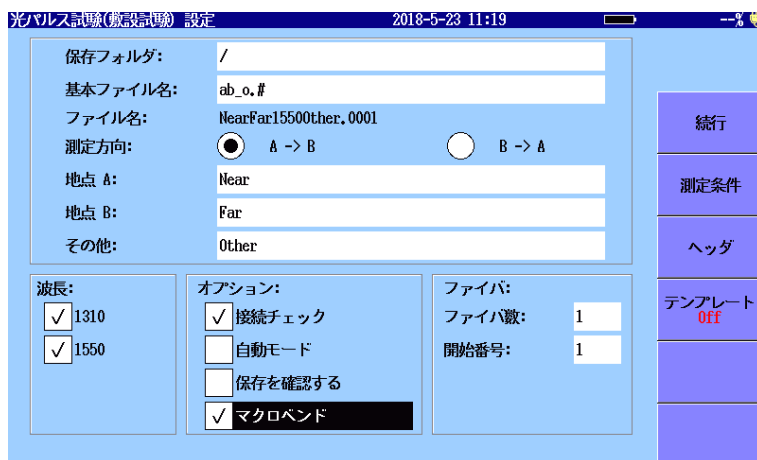 光パルス試験(敷設試験) 設定 2018-5-23 11:19 --%
保存フォルダ: /
基本ファイル名: ab_o.#
ファイル名: NearFar1550Other.0001
測定方向: A -> B B -> A
地点 A: Near
地点 B: Far
その他: Other
波長:
1310
1550
オプション:
接続チェック
自動モード
保存を確認する
マクロベンド
ファイバ:
ファイバ数: 1
開始番号: 1
続行
測定条件
ヘッダ
テンプレート
Off